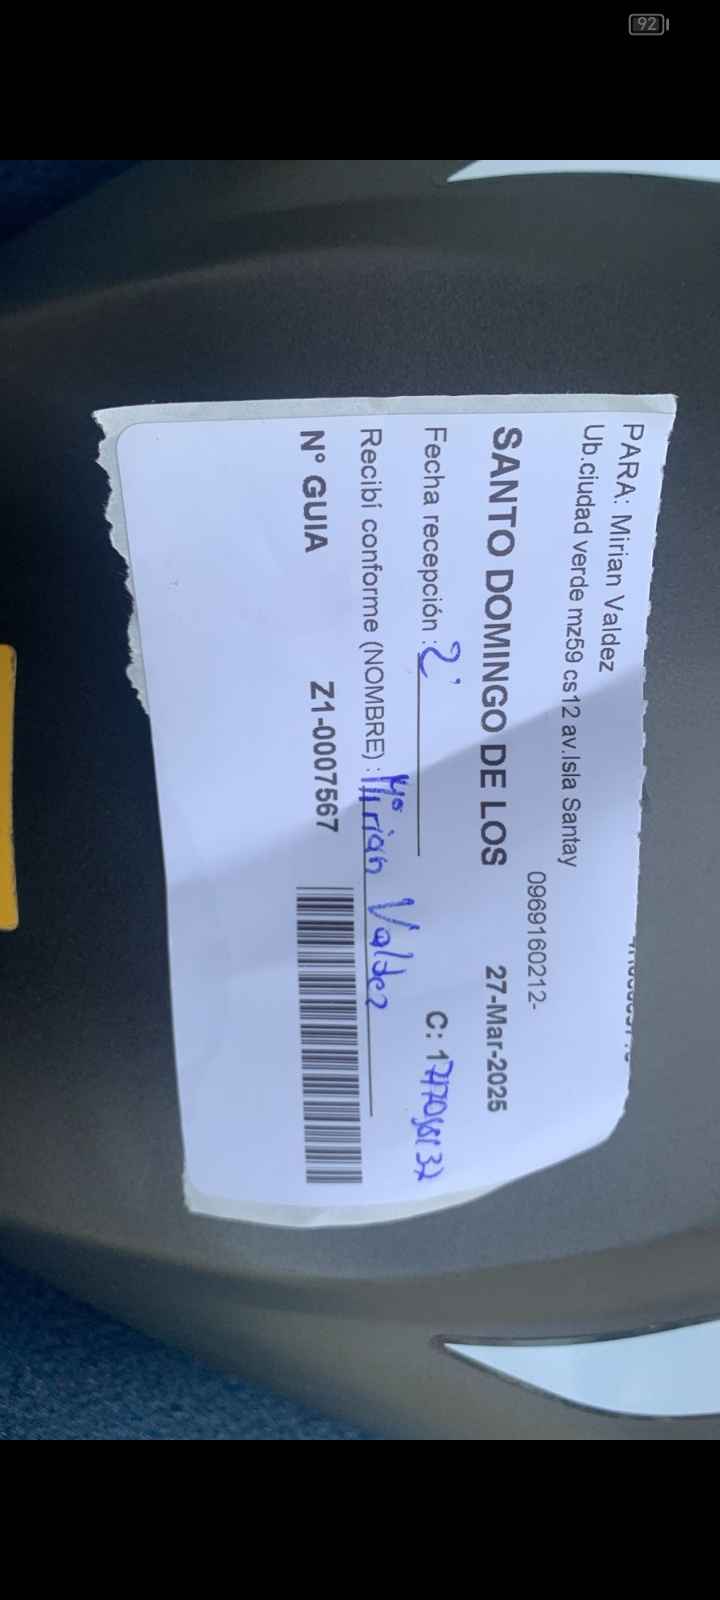 92
PARA: Mirian Valdez
Ub.ciudad verde mz59 cs12 av.Isla Santay
0969160212-
SANTO DOMINGO DE LOS 27-Mar-2025
Fecha recepción : C:
Recibí conforme (NOMBRE) : Mirian Valdez
N° GUIA Z1-0007567